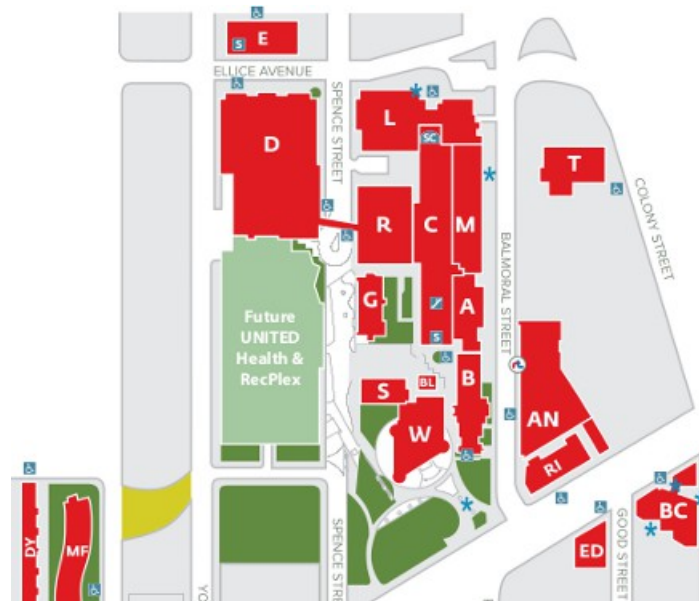 E
S
ELLICE AVENUE
SPENCE STREET
L
SC
D
T
R
C
M
COLONY STREET
BALMORAL STREET
G
A
Future
UNITED
Health &
RecPlex
S
B
BL
S
W
AN
RI
BC
DY
MF
ED
GOOD STREET
SPENCE STRE
YO